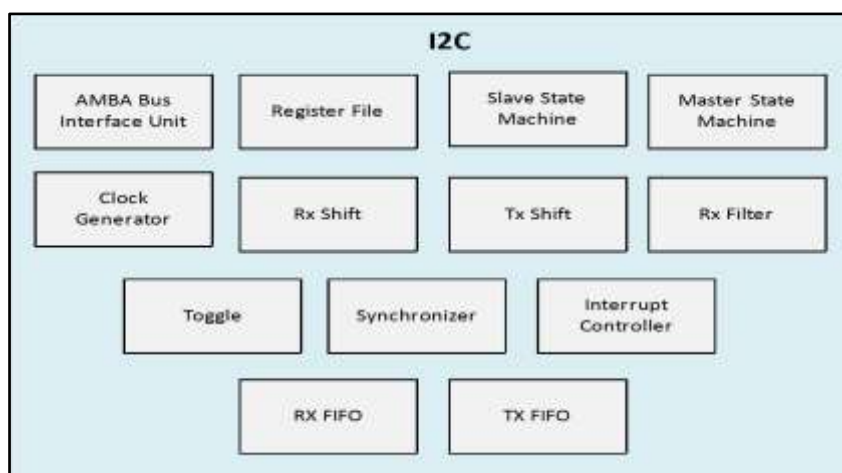 I2C
AMBA Bus
Interface Unit
Register File
Slave State
Machine
Master State
Machine
Clock
Generator
Rx Shift
Tx Shift
Rx Filter
Toggle
Synchronizer
Interrupt
Controller
RX FIFO
TX FIFO